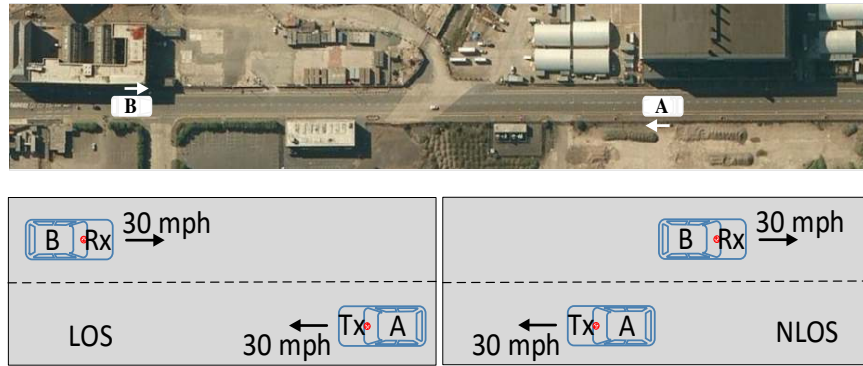 B
A
B Rx 30 mph
B Rx 30 mph
LOS
30 mph
Tx A
30 mph
Tx A
NLOS